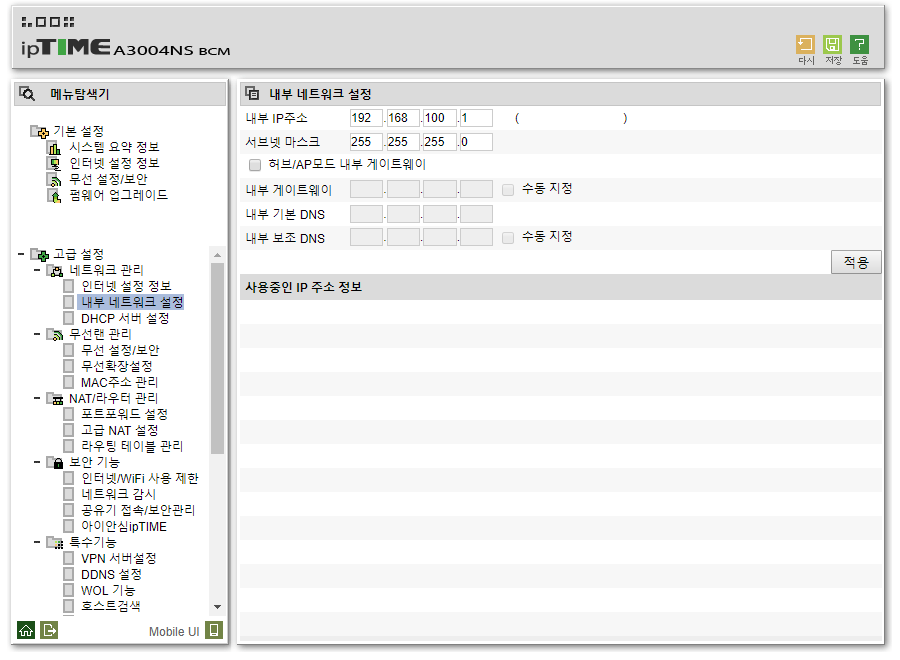 ipTIME A3004NS BCM
다시 저장 도움
메뉴탐색기
기본 설정
시스템 요약 정보
인터넷 설정 정보
무선 설정/보안
펌웨어 업그레이드
고급 설정
네트워크 관리
인터넷 설정 정보
내부 네트워크 설정
DHCP 서버 설정
무선랜 관리
무선 설정/보안
무선확장설정
MAC주소 관리
NAT/라우터 관리
포트포워드 설정
고급 NAT 설정
라우팅 테이블 관리
보안 기능
인터넷/WiFi 사용 제한
네트워크 감시
공유기 접속/보안관리
아이안심ipTIME
특수기능
VPN 서버설정
DDNS 설정
WOL 기능
호스트검색
Mobile UI
내부 네트워크 설정
내부 IP주소 192.168.100.1 ( )
서브넷 마스크 255.255.255.0
허브/AP모드 내부 게이트웨이
내부 게이트웨이 . . . 수동 지정
내부 기본 DNS . . .
내부 보조 DNS . . . 수동 지정
적용
사용중인 IP 주소 정보